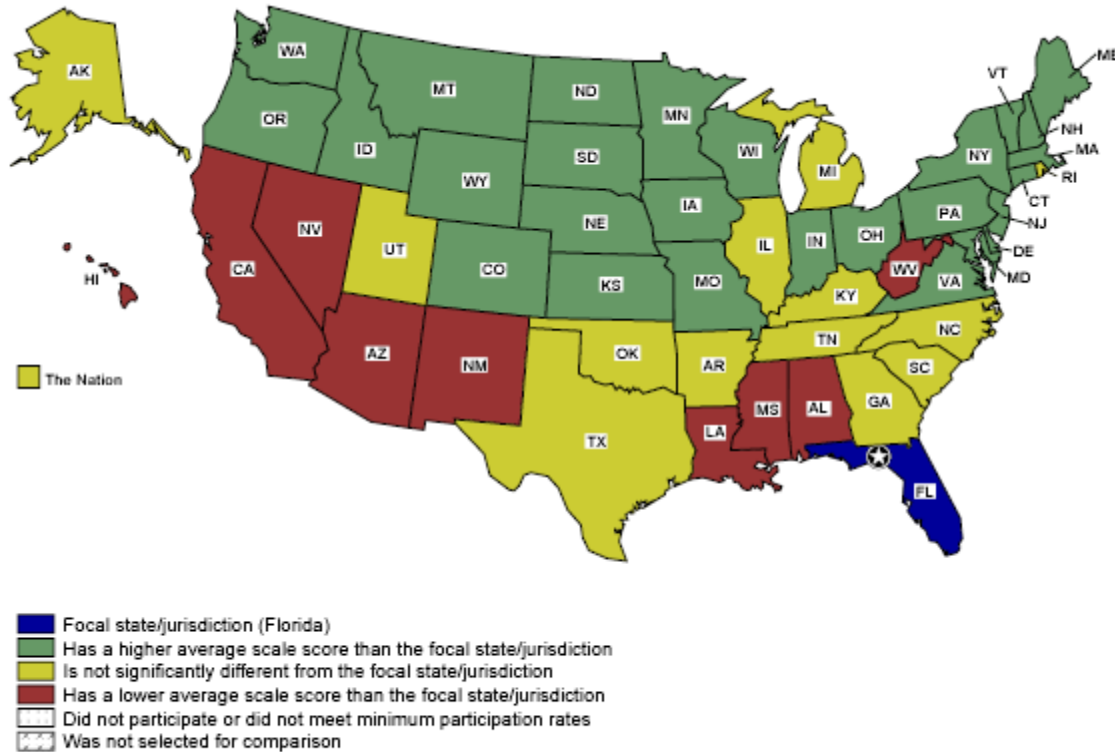 AK
WA
MT
ND
MN
VT
ME
OR
ID
SD
WI
NY
NH
MA
WY
MI
RI
IA
PA
CT
NE
NJ
NV
UT
IL
IN
OH
DE
CA
CO
WV
MD
HI
KS
MO
VA
KY
NC
TN
AZ
NM
OK
AR
SC
The Nation
MS
AL
GA
LA
TX
FL
Focal state/jurisdiction (Florida)
Has a higher average scale score than the focal state/jurisdiction
Is not significantly different from the focal state/jurisdiction
Has a lower average scale score than the focal state/jurisdiction
Did not participate or did not meet minimum participation rates
Was not selected for comparison